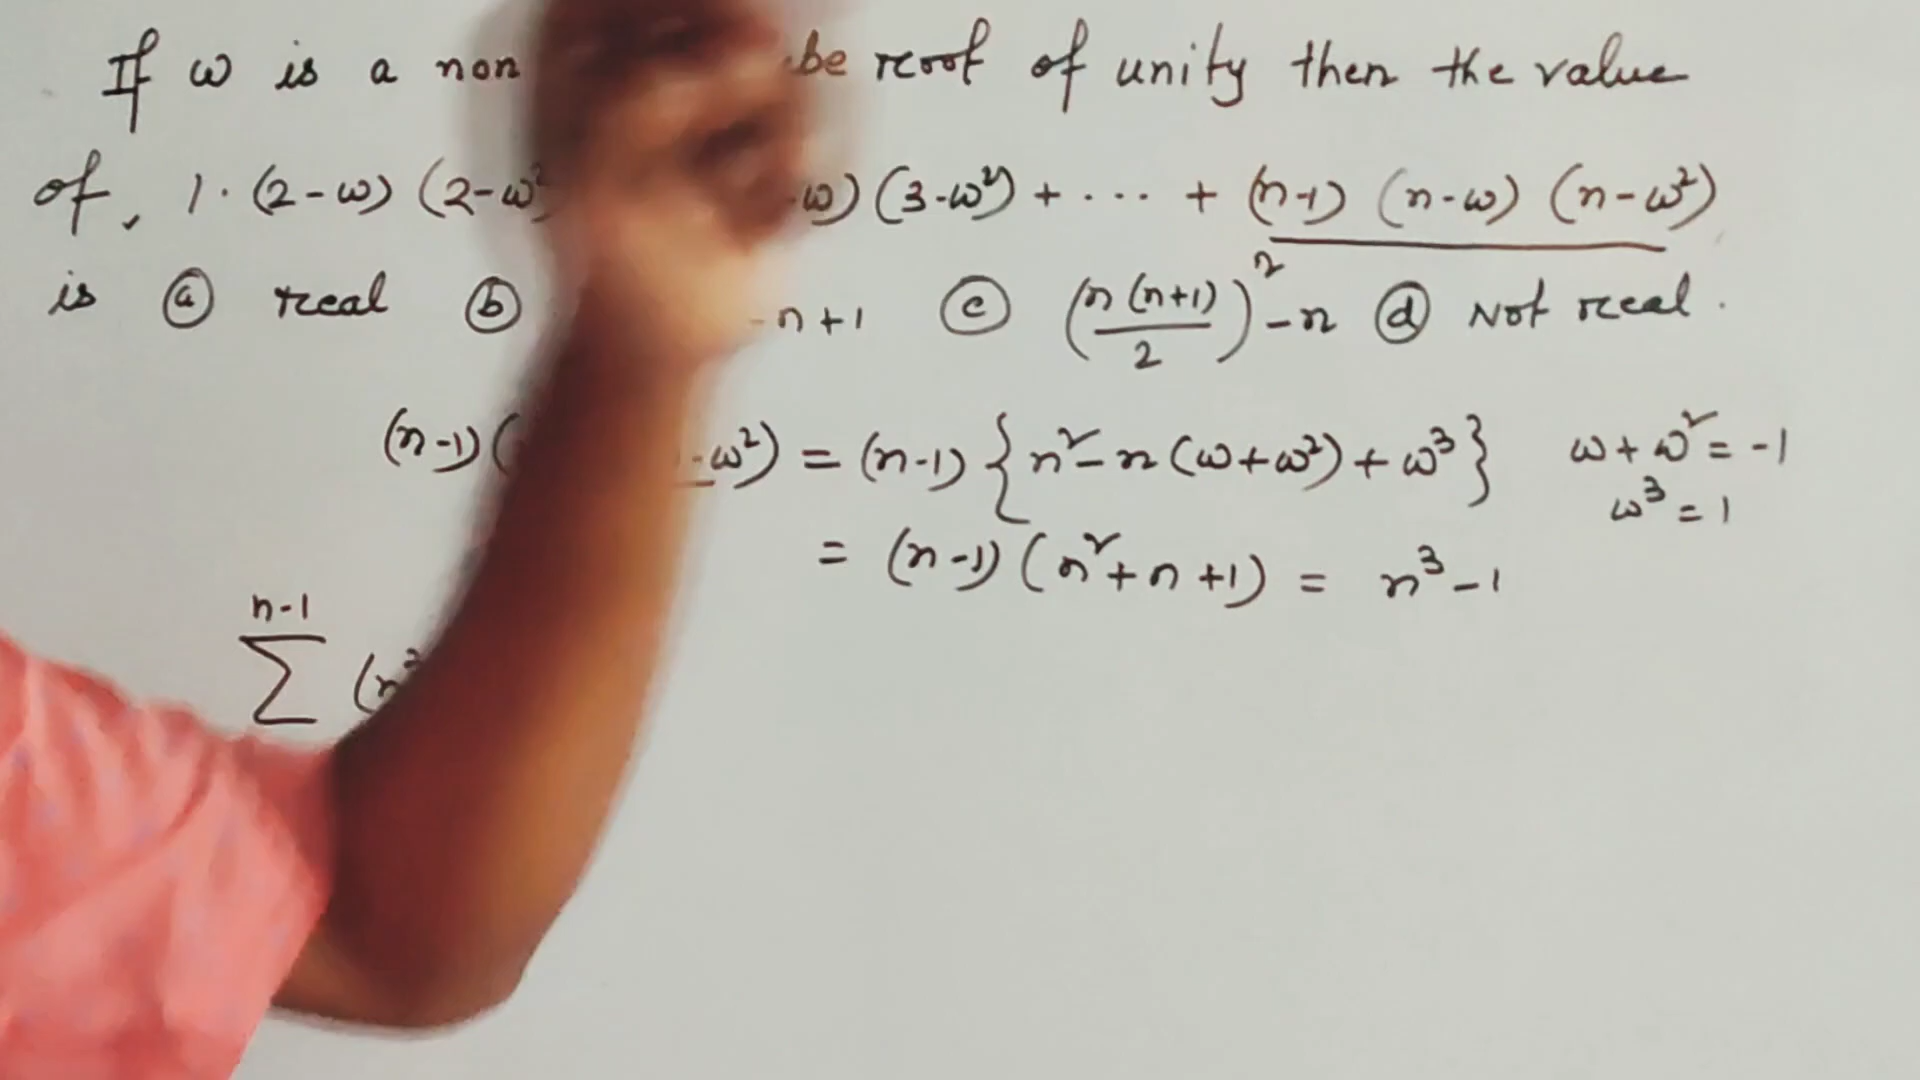 If ω is a non be root of unity then the value
of, 1·(2-ω)(2-ω² ω)(3-ω²)+ ··· + (n-1)(n-ω)(n-ω²)
is ⓐ real ⓑ -n+1 ⓒ (n(n+1)/2)²-n ⓓ Not real.
(n-1)( -ω²) = (n-1){n²-n(ω+ω²)+ω³} ω+ω²=-1
ω³=1
= (n-1)(n²+n+1) = n³-1
n-1
∑ (n